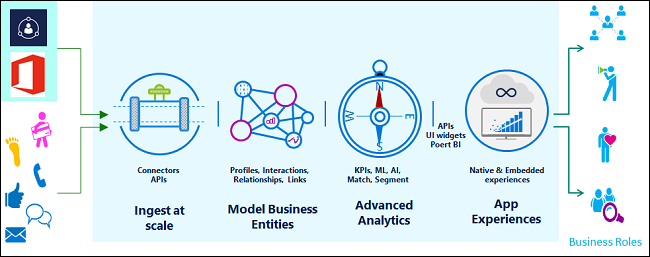 N
W
E
S
APIs
UI widgets
Poert BI
Connectors
APIs
Profiles, Interactions,
Relationships, Links
KPIs, ML, AI,
Match, Segment
Native & Embedded
experiences
Ingest at
scale
Model Business
Entities
Advanced
Analytics
App
Experiences
Business Roles